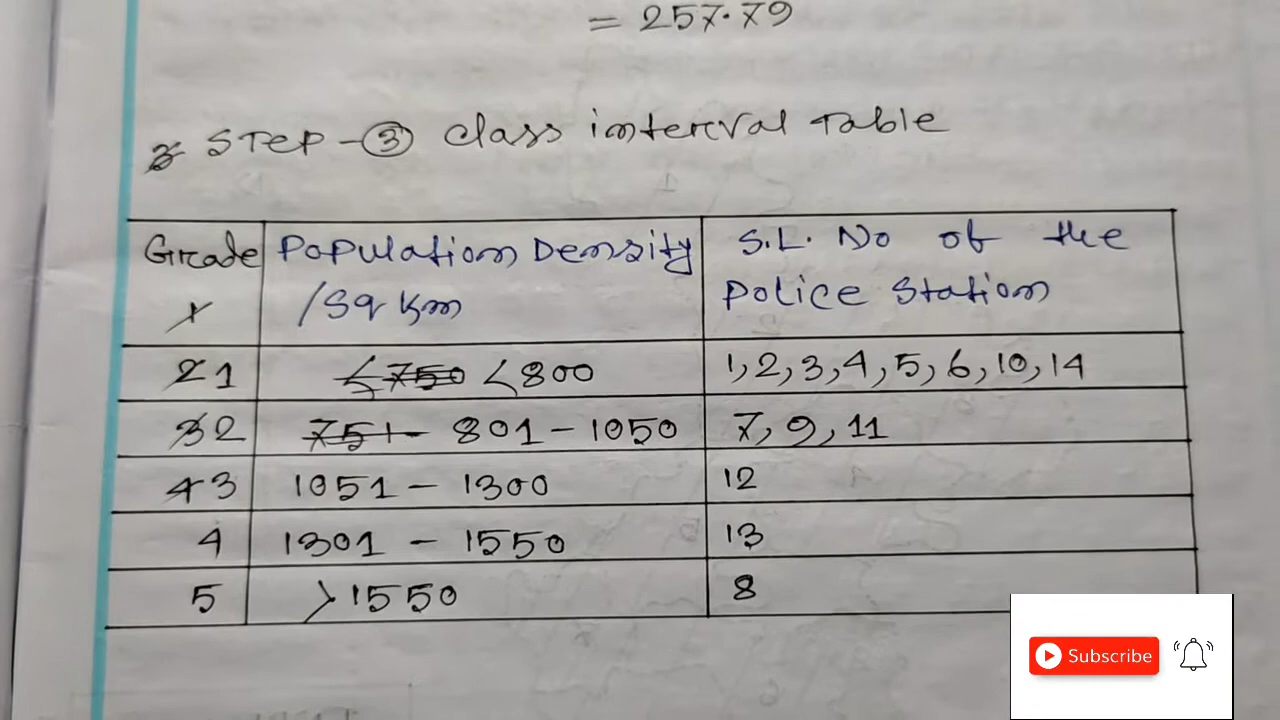 = 257.79
STEP-③ Class interval Table
Grade Population Density S.L. No of the
/Sq km Police Station
1 <750 <800 1,2,3,4,5,6,10,14
2 751- 801-1050 7,9,11
3 1051-1300 12
4 1301-1550 13
5 >1550 8
Subscribe